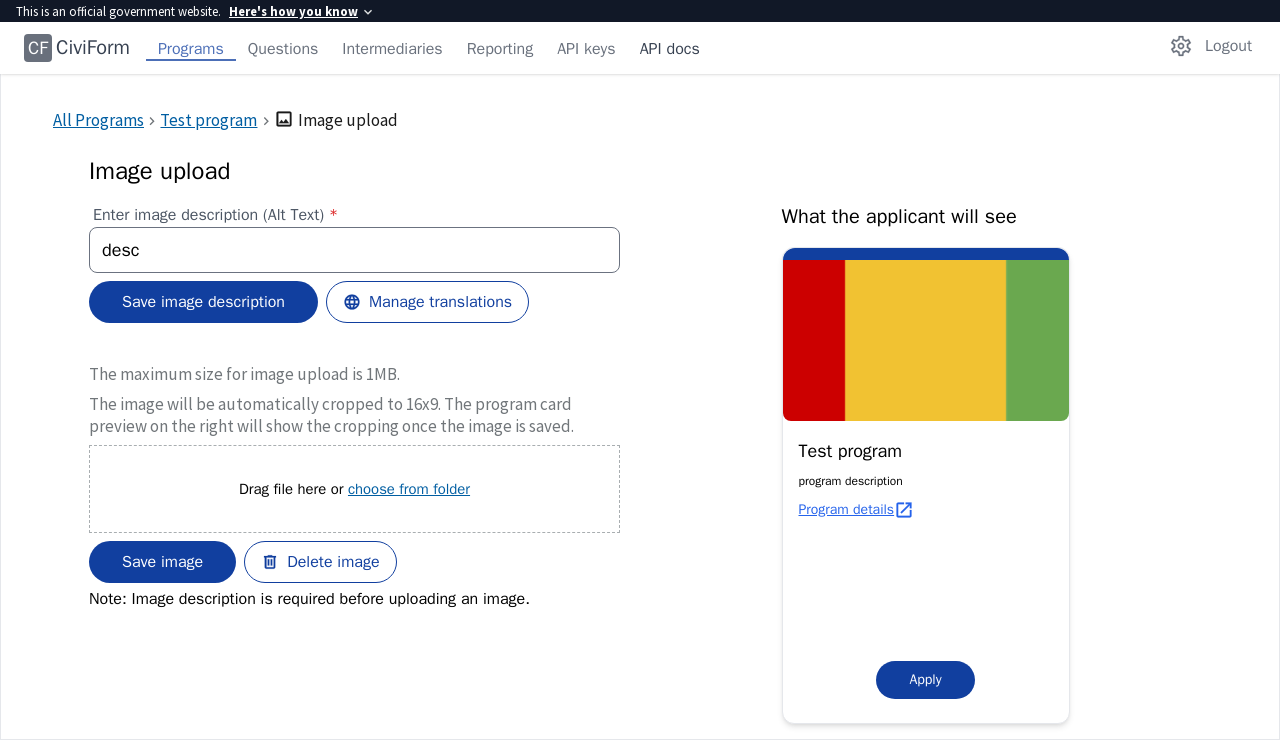 This is an official government website. Here's how you know
CF CiviForm Programs Questions Intermediaries Reporting API keys API docs Logout
All Programs › Test program › Image upload
Image upload
Enter image description (Alt Text) *
desc
Save image description Manage translations
The maximum size for image upload is 1MB.
The image will be automatically cropped to 16x9. The program card
preview on the right will show the cropping once the image is saved.
Drag file here or choose from folder
Save image Delete image
Note: Image description is required before uploading an image.
What the applicant will see
Test program
program description
Program details
Apply